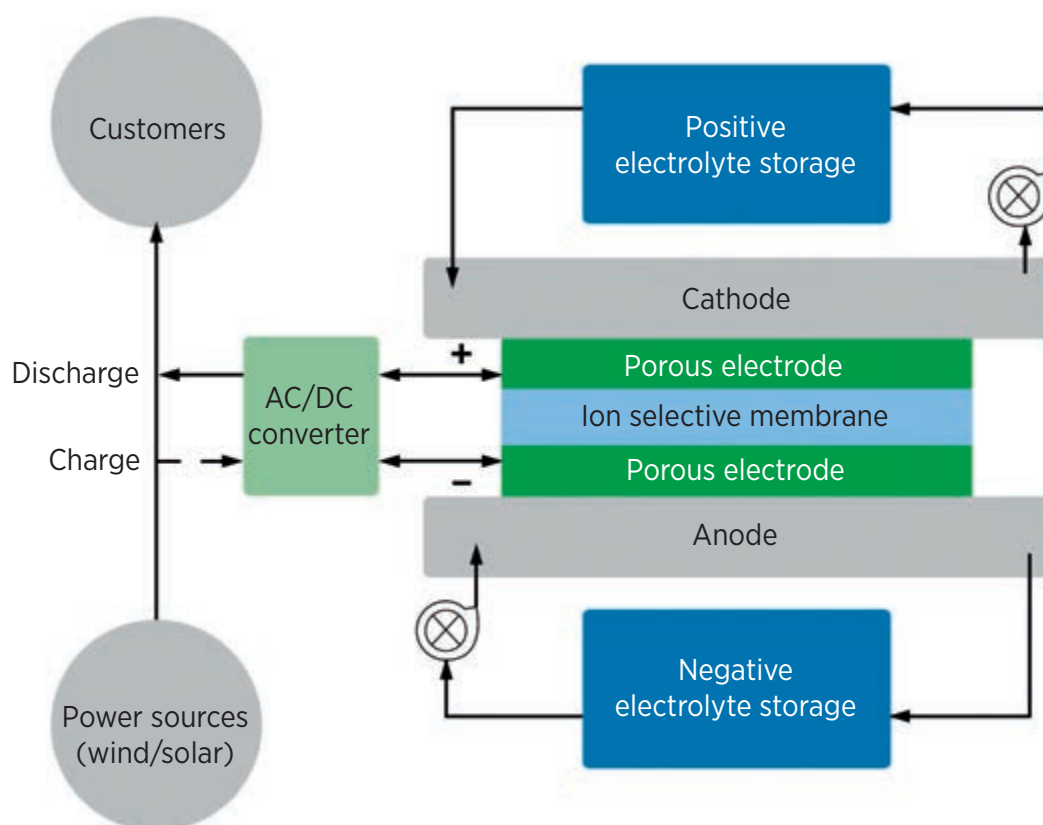 Customers
Positive
electrolyte storage
Cathode
Discharge
+
Porous electrode
AC/DC
converter
Ion selective membrane
Charge
–
Porous electrode
Anode
Negative
electrolyte storage
Power sources
(wind/solar)